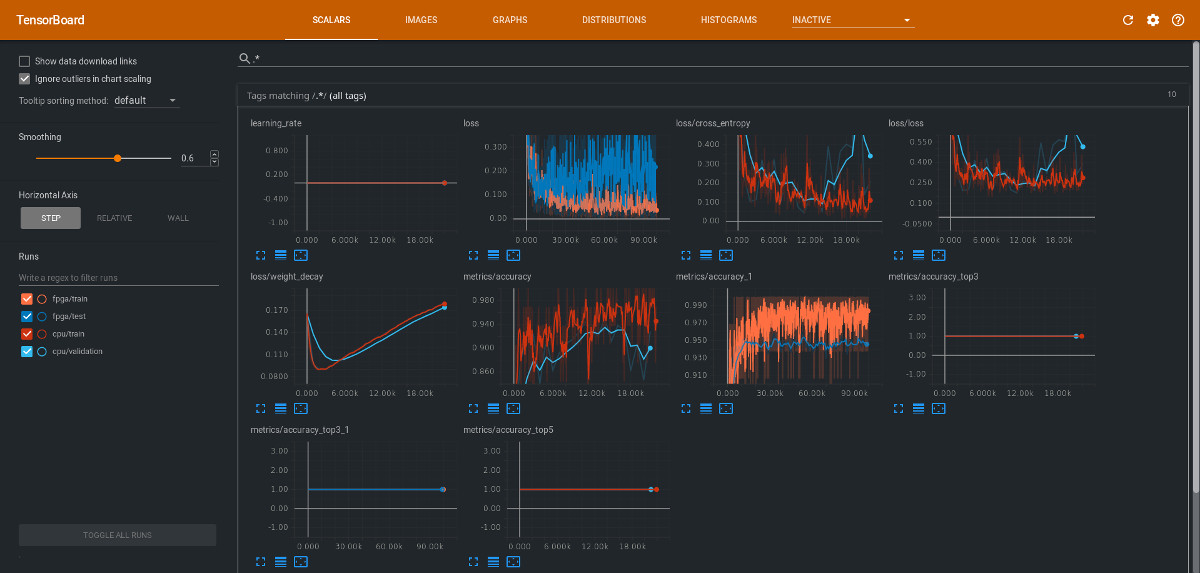 TensorBoard SCALARS IMAGES GRAPHS DISTRIBUTIONS HISTOGRAMS INACTIVE
Show data download links
Ignore outliers in chart scaling
Tooltip sorting method: default
Smoothing
0.6
Horizontal Axis
STEP RELATIVE WALL
Runs
Write a regex to filter runs
fpga/train
fpga/test
cpu/train
cpu/validation
TOGGLE ALL RUNS
.*
Tags matching /.*/ (all tags) 10
learning_rate
0.800
0.200
-0.400
-1.00
0.000 6.000k 12.00k 18.00k
loss
0.300
0.200
0.100
0.00
0.000 30.00k 60.00k 90.00k
loss/cross_entropy
0.400
0.300
0.200
0.100
0.00
0.000 6.000k 12.00k 18.00k
loss/loss
0.550
0.400
0.250
0.100
-0.0500
0.000 6.000k 12.00k 18.00k
loss/weight_decay
0.170
0.140
0.110
0.0800
0.000 6.000k 12.00k 18.00k
metrics/accuracy
0.980
0.940
0.900
0.860
0.000 6.000k 12.00k 18.00k
metrics/accuracy_1
0.990
0.970
0.950
0.930
0.910
0.000 30.00k 60.00k 90.00k
metrics/accuracy_top3
3.00
2.00
1.00
0.00
-1.00
0.000 6.000k 12.00k 18.00k
metrics/accuracy_top3_1
3.00
2.00
1.00
0.00
-1.00
0.000 30.00k 60.00k 90.00k
metrics/accuracy_top5
3.00
2.00
1.00
0.00
-1.00
0.000 6.000k 12.00k 18.00k